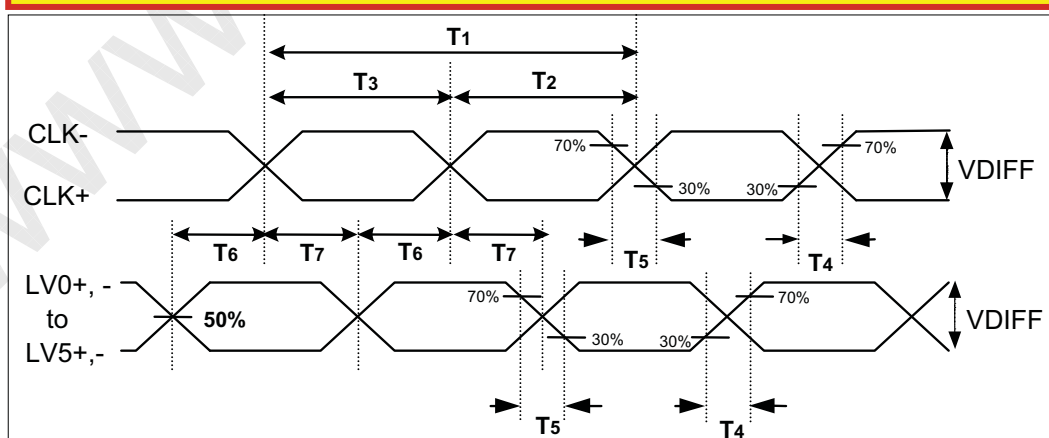 T1
T3 T2
CLK-
70% 70%
VDIFF
CLK+
30% 30%
T6 T7 T6 T7
T5 T4
LV0+, -
70% 70%
to
50%
VDIFF
30% 30%
LV5+,-
T5 T4